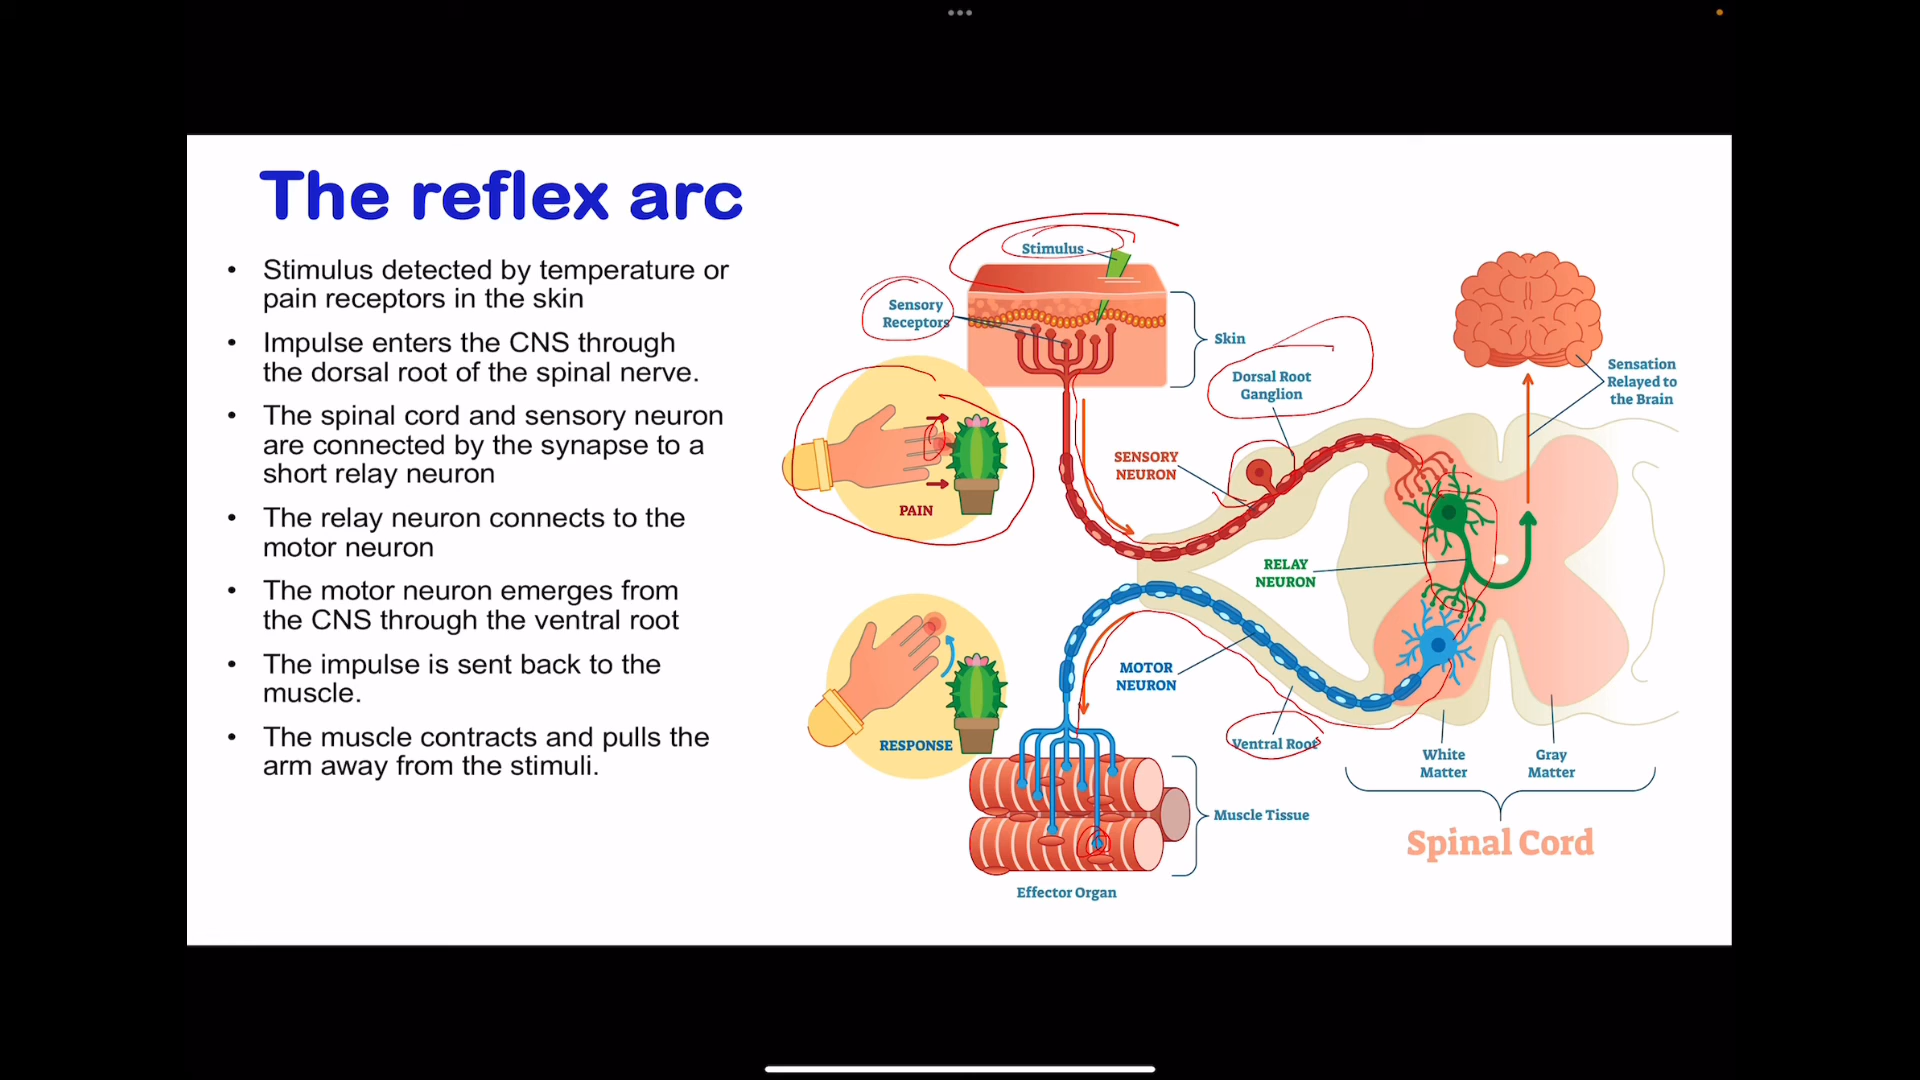 The reflex arc
• Stimulus detected by temperature or
pain receptors in the skin
• Impulse enters the CNS through
the dorsal root of the spinal nerve.
• The spinal cord and sensory neuron
are connected by the synapse to a
short relay neuron
• The relay neuron connects to the
motor neuron
• The motor neuron emerges from
the CNS through the ventral root
• The impulse is sent back to the
muscle.
• The muscle contracts and pulls the
arm away from the stimuli.
Stimulus
Sensory
Receptors
Skin
Dorsal Root
Ganglion
Sensation
Relayed to
the Brain
SENSORY
NEURON
PAIN
RELAY
NEURON
MOTOR
NEURON
RESPONSE
Ventral Root
White
Matter
Gray
Matter
Muscle Tissue
Spinal Cord
Effector Organ